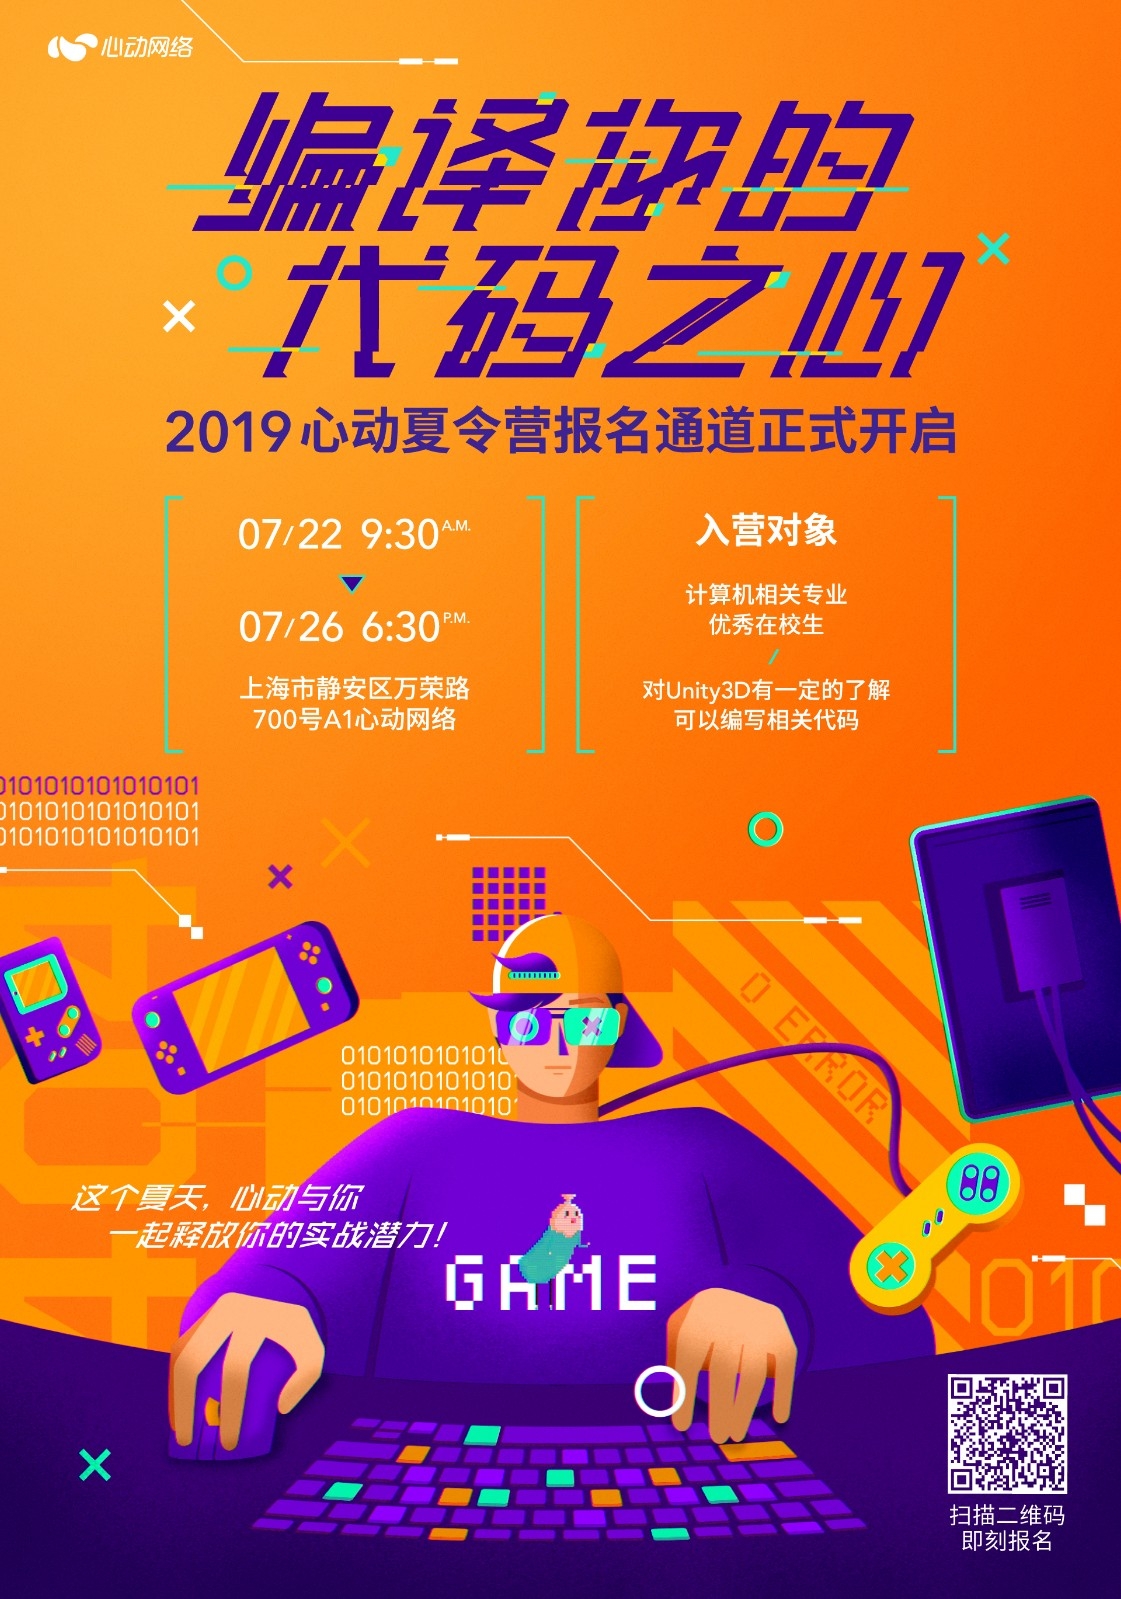 心动网络
编译你的
代码之心
2019心动夏令营报名通道正式开启
07/22 9:30 A.M.
07/26 6:30 P.M.
上海市静安区万荣路
700号A1心动网络
入营对象
计算机相关专业
优秀在校生
/
对Unity3D有一定的了解
可以编写相关代码
01010101010101010101
01010101010101010101
01010101010101010101
0 ERROR
0101010101010
0101010101010
0101010101010
这个夏天，心动与你
一起释放你的实战潜力！
GAME
010
扫描二维码
即刻报名